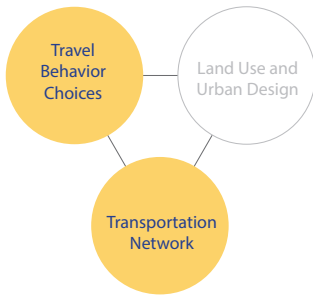 Travel
Behavior
Choices
Land Use and
Urban Design
Transportation
Network